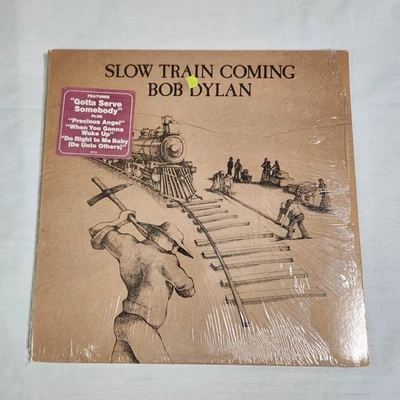 SLOW TRAIN COMING
BOB DYLAN
FEATURES
"Gotta Serve
Somebody"
PLUS
"Precious Angel"
"When You Gonna
Wake Up"
"Do Right to Me Baby
(Do Unto Others)"